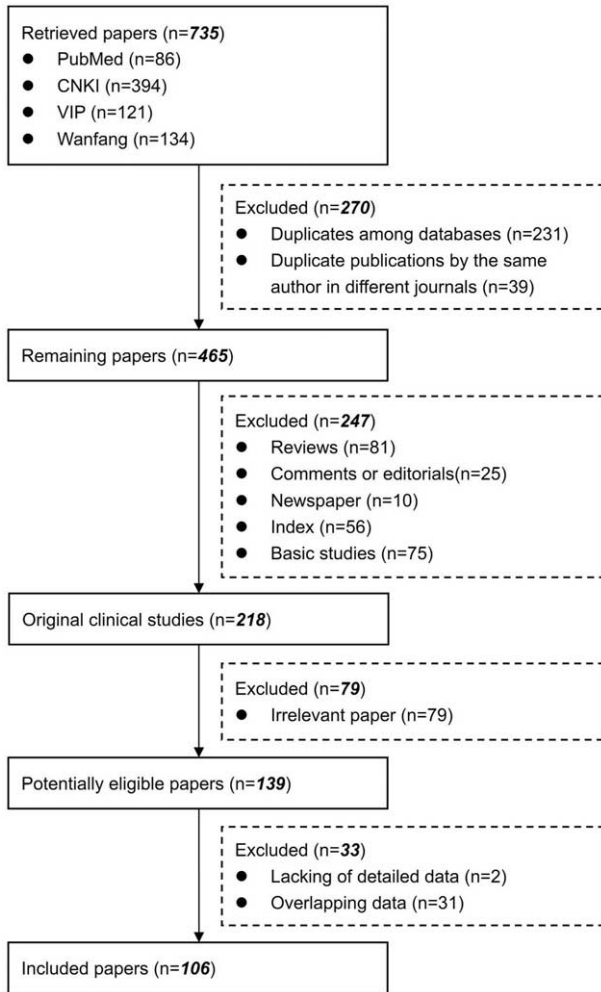 Retrieved papers (n=735)
● PubMed (n=86)
● CNKI (n=394)
● VIP (n=121)
● Wanfang (n=134)
Excluded (n=270)
● Duplicates among databases (n=231)
● Duplicate publications by the same
author in different journals (n=39)
Remaining papers (n=465)
Excluded (n=247)
● Reviews (n=81)
● Comments or editorials(n=25)
● Newspaper (n=10)
● Index (n=56)
● Basic studies (n=75)
Original clinical studies (n=218)
Excluded (n=79)
● Irrelevant paper (n=79)
Potentially eligible papers (n=139)
Excluded (n=33)
● Lacking of detailed data (n=2)
● Overlapping data (n=31)
Included papers (n=106)